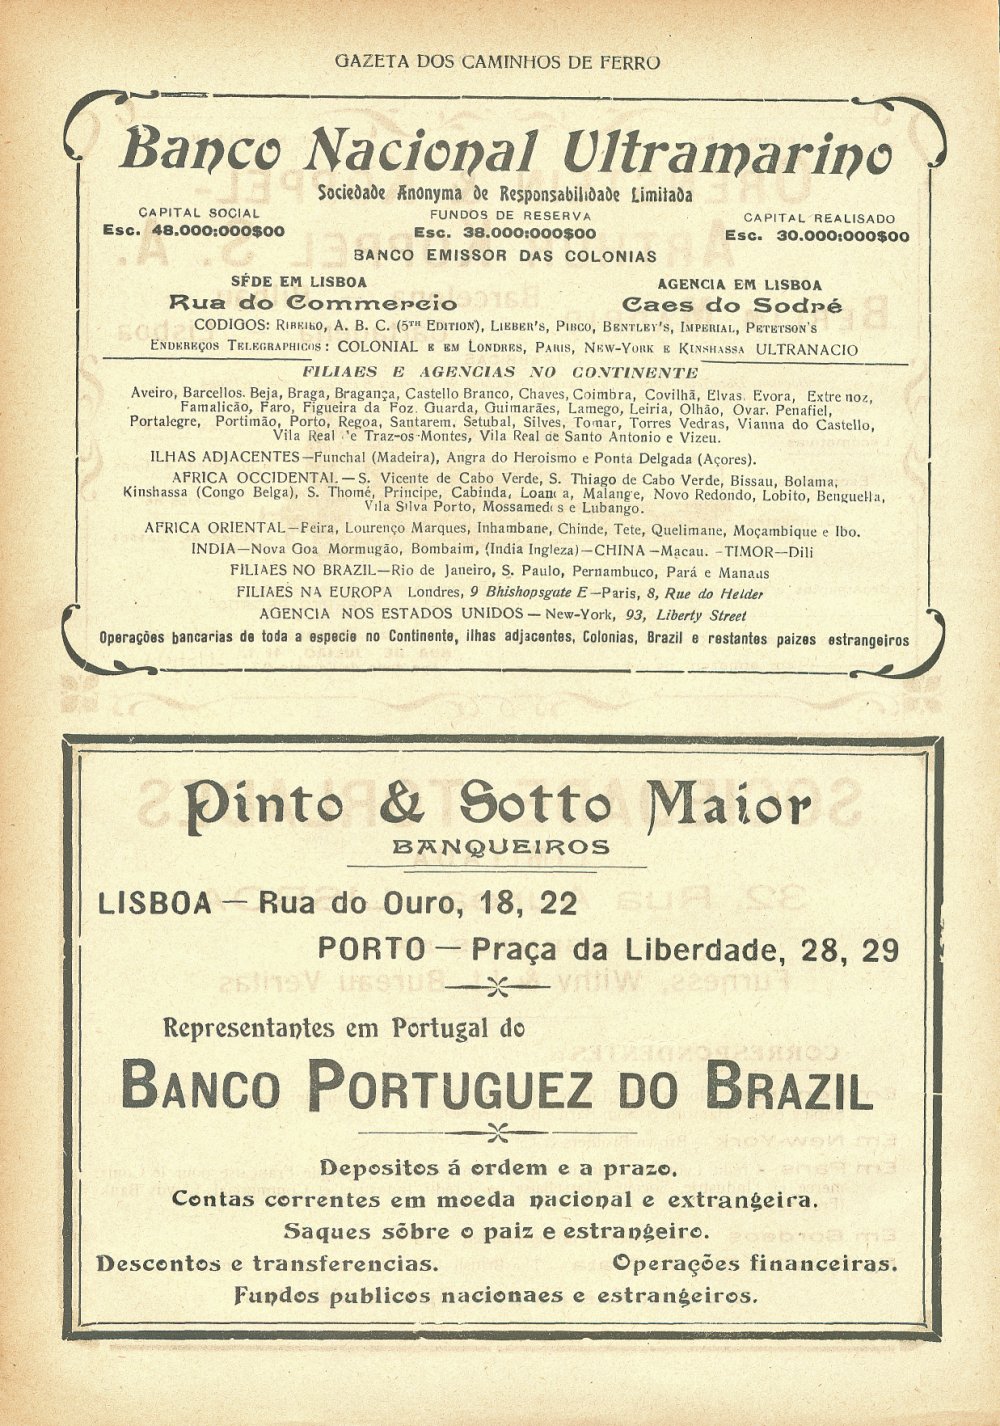 GAZETA DOS CAMINHOS DE FERRO
Banco Nacional Ultramarino
Sociedade Anonyma de Responsabilidade Limitada
CAPITAL SOCIAL
Esc. 48.000:000$00
FUNDOS DE RESERVA
Esc. 38.000:000$00
CAPITAL REALISADO
Esc. 30.000:000$00
BANCO EMISSOR DAS COLONIAS
SÉDE EM LISBOA
Rua do Commercio
AGENCIA EM LISBOA
Caes do Sodré
CODIGOS: RIBEIRO, A. B. C. (5TH EDITION), LIEBER'S, PIBCO, BENTLEY'S, IMPERIAL, PETETSON'S
ENDEREÇOS TELEGRAPHICOS: COLONIAL E EM LONDRES, PARIS, NEW-YORK E KINSHASSA ULTRANACIO
FILIAES E AGENCIAS NO CONTINENTE
Aveiro, Barcellos. Beja, Braga, Bragança, Castello Branco, Chaves, Coimbra, Covilhã, Elvas. Evora, Extremoz,
Famalicão, Faro, Figueira da Foz. Guarda, Guimarães, Lamego, Leiria, Olhão, Ovar. Penafiel,
Portalegre, Portimão, Porto, Regoa, Santarem. Setubal, Silves, Tomar, Torres Vedras, Vianna do Castello,
Vila Real de Traz-os-Montes, Vila Real de Santo Antonio e Vizeu.
ILHAS ADJACENTES—Funchal (Madeira), Angra do Heroismo e Ponta Delgada (Açores).
AFRICA OCCIDENTAL—S. Vicente de Cabo Verde, S. Thiago de Cabo Verde, Bissau, Bolama,
Kinshassa (Congo Belga), S. Thomé, Principe, Cabinda, Loanda, Malange, Novo Redondo, Lobito, Benguella,
Vila Silva Porto, Mossamedes e Lubango.
AFRICA ORIENTAL—Beira, Lourenço Marques, Inhambane, Chinde, Tete, Quelimane, Moçambique e Ibo.
INDIA—Nova Goa Mormugão, Bombaim, (India Ingleza)—CHINA—Macau. -TIMOR—Dili
FILIAES NO BRAZIL—Rio de Janeiro, S. Paulo, Pernambuco, Pará e Manaus
FILIAES NA EUROPA Londres, 9 Bhishopsgate E—Paris, 8, Rue do Helder
AGENCIA NOS ESTADOS UNIDOS—New-York, 93, Liberty Street
Operações bancarias de toda a especie no Continente, ilhas adjacentes, Colonias, Brazil e restantes paizes estrangeiros
Pinto & Sotto Maior
BANQUEIROS
LISBOA — Rua do Ouro, 18, 22
PORTO — Praça da Liberdade, 28, 29
Representantes em Portugal do
BANCO PORTUGUEZ DO BRAZIL
Depositos á ordem e a prazo.
Contas correntes em moeda nacional e extrangeira.
Saques sôbre o paiz e estrangeiro.
Descontos e transferencias. Operações financeiras.
Fundos publicos nacionaes e estrangeiros.